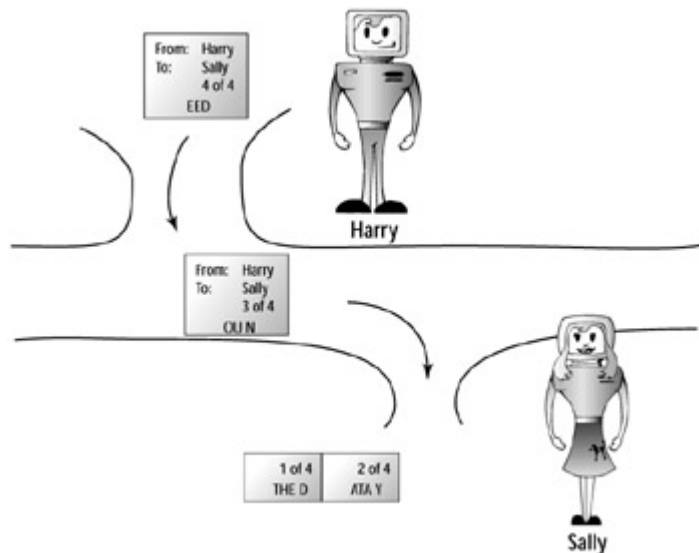 From: Harry
To: Sally
4 of 4
EED
Harry
From: Harry
To: Sally
3 of 4
OU N
1 of 4 2 of 4
THE D ATA Y
Sally